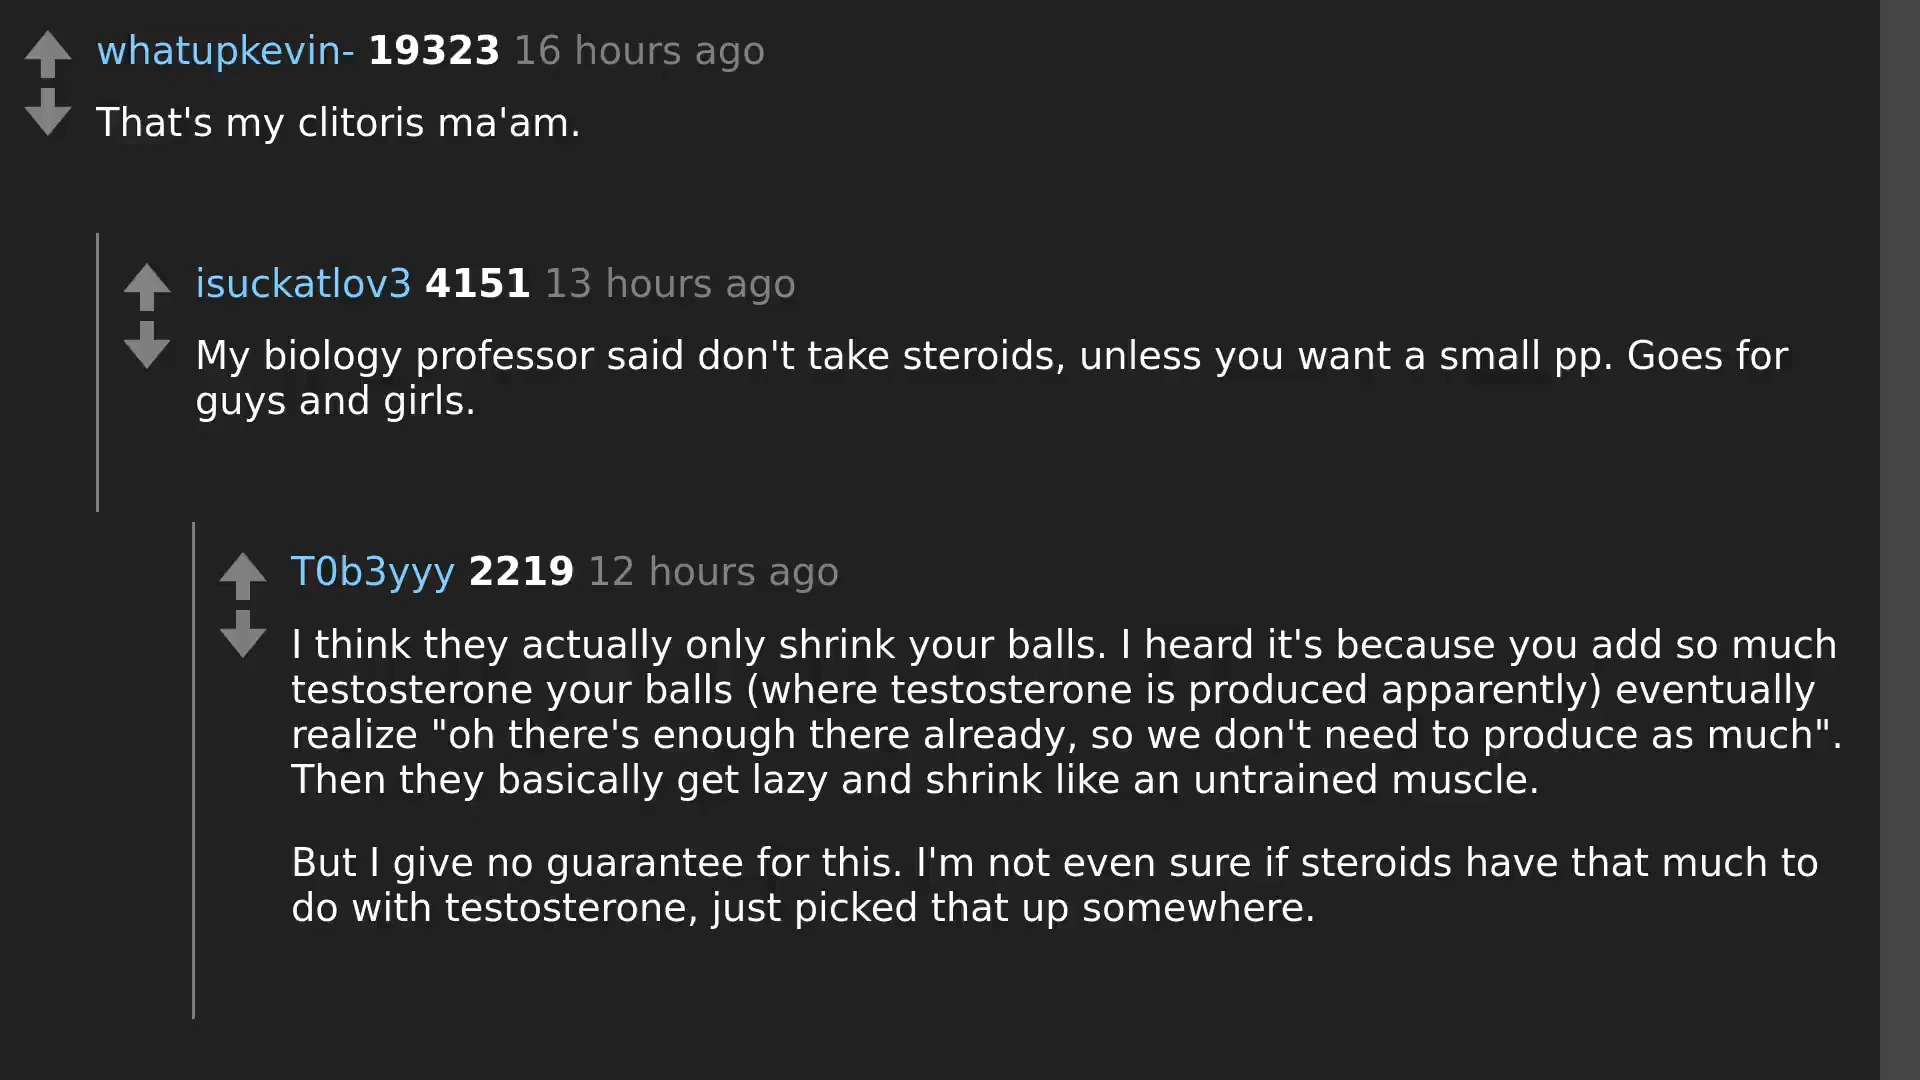 whatupkevin- 19323 16 hours ago
That's my clitoris ma'am.
isuckatlov3 4151 13 hours ago
My biology professor said don't take steroids, unless you want a small pp. Goes for
guys and girls.
T0b3yyy 2219 12 hours ago
I think they actually only shrink your balls. I heard it's because you add so much
testosterone your balls (where testosterone is produced apparently) eventually
realize "oh there's enough there already, so we don't need to produce as much".
Then they basically get lazy and shrink like an untrained muscle.
But I give no guarantee for this. I'm not even sure if steroids have that much to
do with testosterone, just picked that up somewhere.